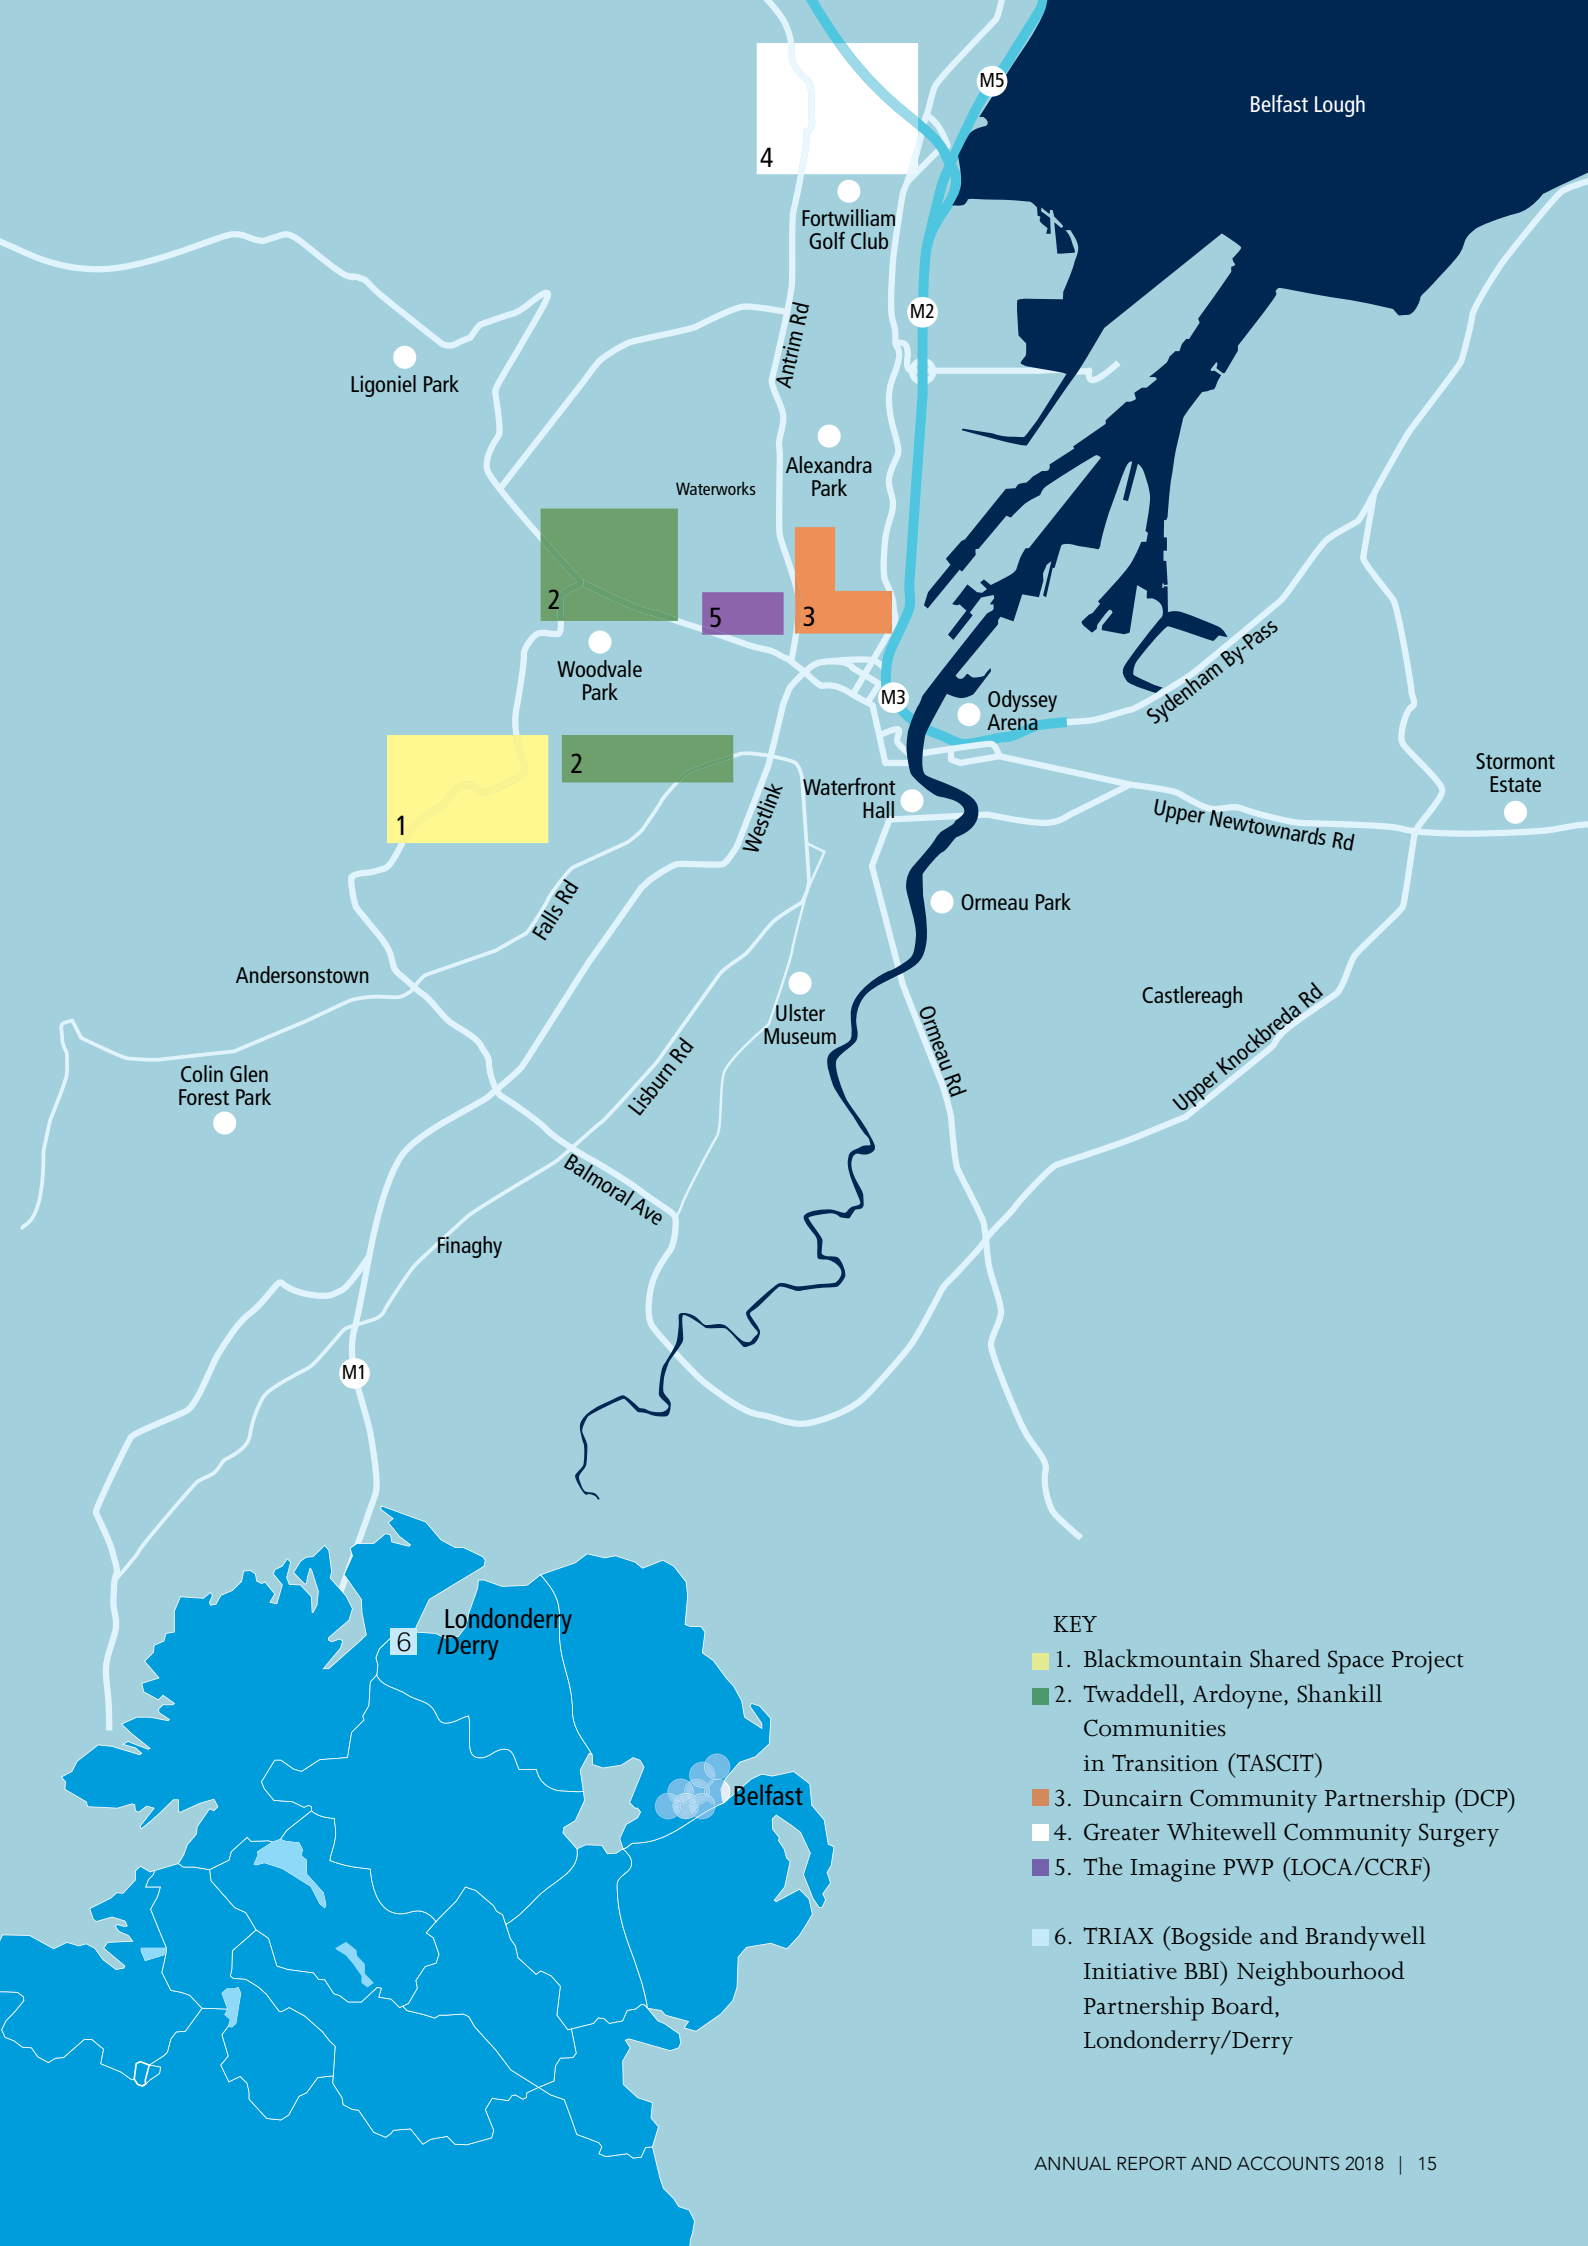 M5
Belfast Lough
4
Fortwilliam
Golf Club
M2
Antrim Rd
Ligoniel Park
Alexandra
Park
Waterworks
2
5
3
Woodvale
Park
M3
Odyssey
Arena
Sydenham By-Pass
2
1
Westlink
Waterfront
Hall
Stormont
Estate
Upper Newtownards Rd
Falls Rd
Ormeau Park
Andersonstown
Castlereagh
Ulster
Museum
Ormeau Rd
Upper Knockbreda Rd
Lisburn Rd
Colin Glen
Forest Park
Balmoral Ave
Finaghy
M1
Londonderry
/Derry
6
Belfast
KEY
1. Blackmountain Shared Space Project
2. Twaddell, Ardoyne, Shankill
Communities
in Transition (TASCIT)
3. Duncairn Community Partnership (DCP)
4. Greater Whitewell Community Surgery
5. The Imagine PWP (LOCA/CCRF)
6. TRIAX (Bogside and Brandywell
Initiative BBI) Neighbourhood
Partnership Board,
Londonderry/Derry
ANNUAL REPORT AND ACCOUNTS 2018 | 15